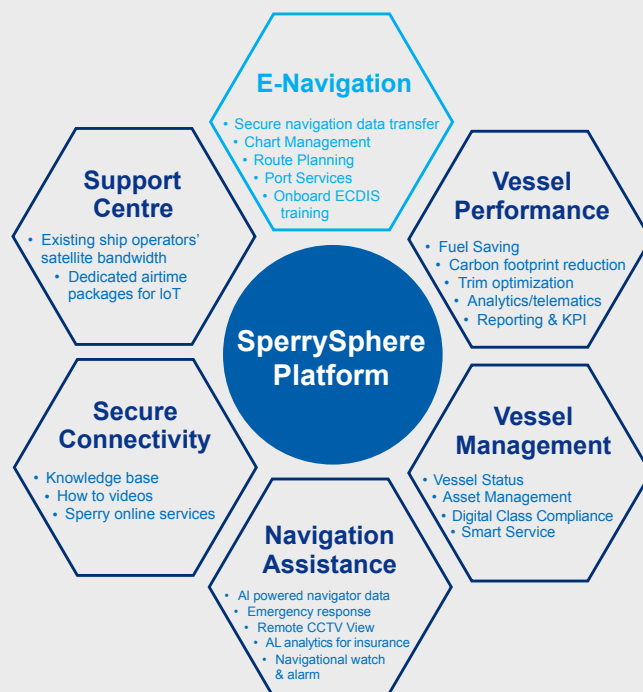 E-Navigation
• Secure navigation data transfer
• Chart Management
• Route Planning
• Port Services
• Onboard ECDIS
training
Support
Centre
• Existing ship operators'
satellite bandwidth
• Dedicated airtime
packages for IoT
Vessel
Performance
• Fuel Saving
• Carbon footprint reduction
• Trim optimization
• Analytics/telematics
• Reporting & KPI
SperrySphere
Platform
Secure
Connectivity
• Knowledge base
• How to videos
• Sperry online services
Vessel
Management
• Vessel Status
• Asset Management
• Digital Class Compliance
• Smart Service
Navigation
Assistance
• AI powered navigator data
• Emergency response
• Remote CCTV View
• AL analytics for insurance
• Navigational watch
& alarm